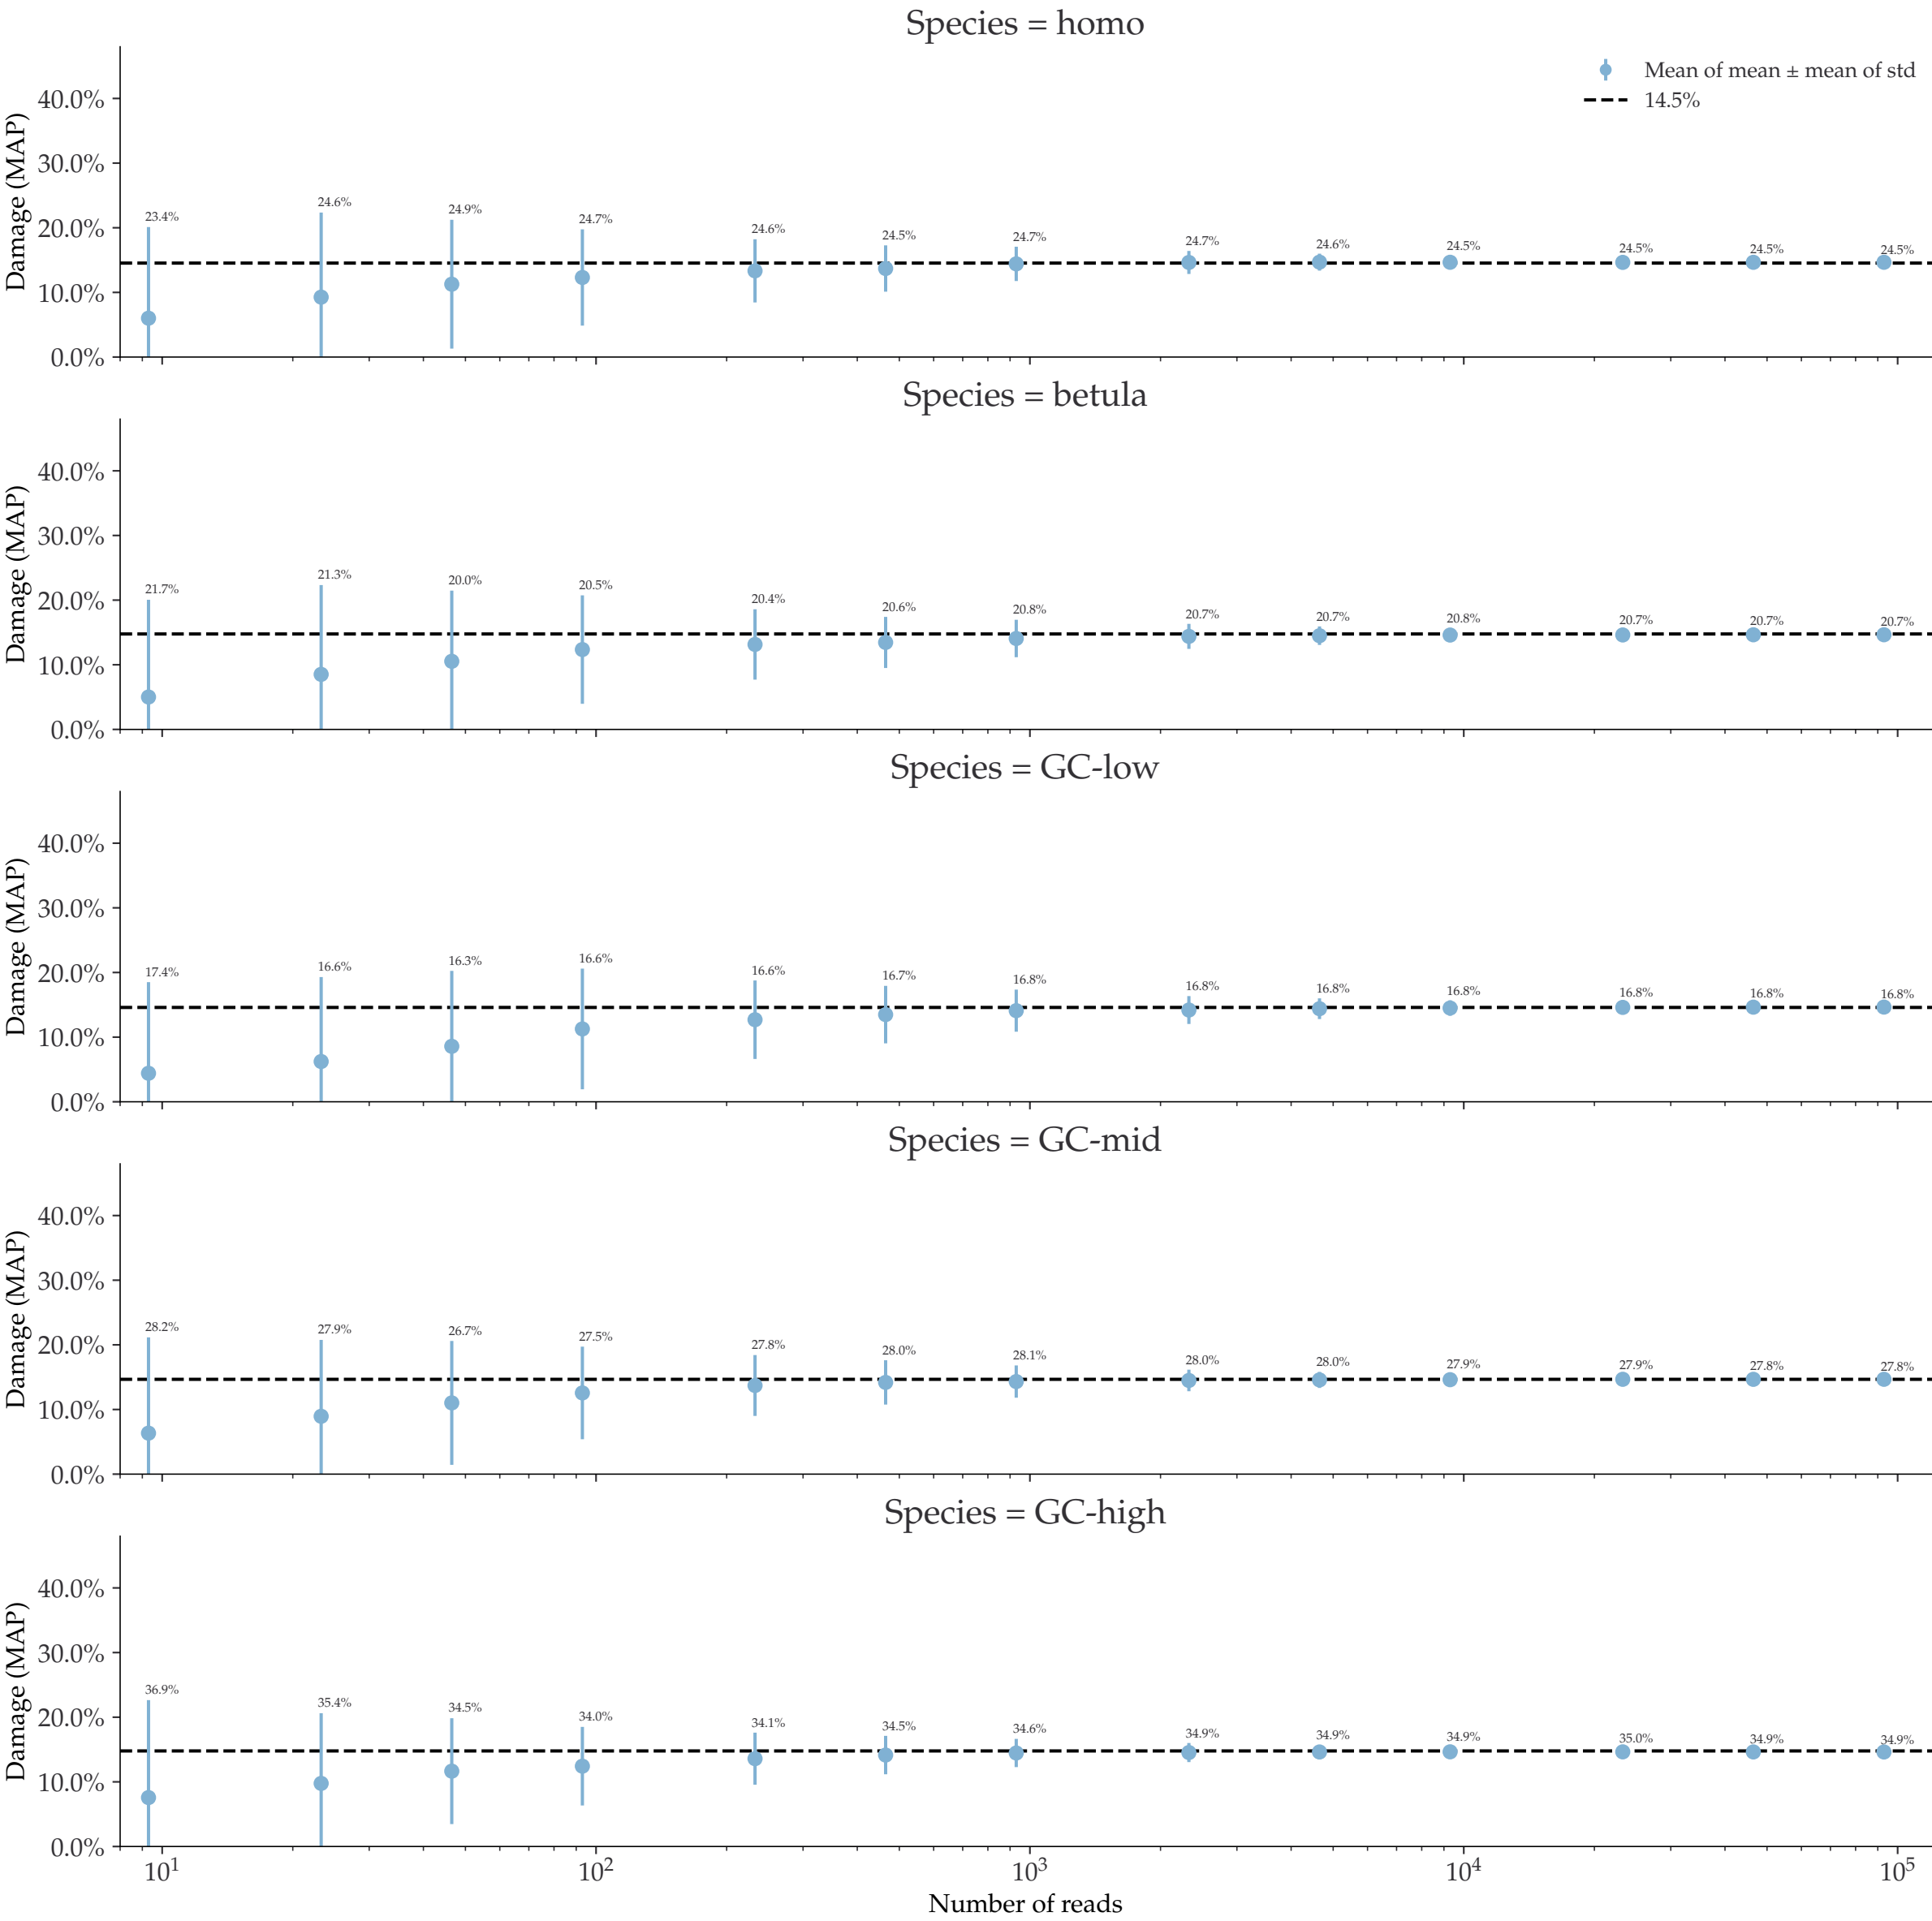 Species = homo
Mean of mean ± mean of std
14.5%
Damage (MAP)
40.0%
30.0%
20.0%
10.0%
0.0%
23.4% 24.6% 24.9% 24.7% 24.6% 24.5% 24.7% 24.7% 24.6% 24.5% 24.5% 24.5% 24.5%
Species = betula
Damage (MAP)
40.0%
30.0%
20.0%
10.0%
0.0%
21.7% 21.3% 20.0% 20.5% 20.4% 20.6% 20.8% 20.7% 20.7% 20.8% 20.7% 20.7% 20.7%
Species = GC-low
Damage (MAP)
40.0%
30.0%
20.0%
10.0%
0.0%
17.4% 16.6% 16.3% 16.6% 16.6% 16.7% 16.8% 16.8% 16.8% 16.8% 16.8% 16.8% 16.8%
Species = GC-mid
Damage (MAP)
40.0%
30.0%
20.0%
10.0%
0.0%
28.2% 27.9% 26.7% 27.5% 27.8% 28.0% 28.1% 28.0% 28.0% 27.9% 27.9% 27.8% 27.8%
Species = GC-high
Damage (MAP)
40.0%
30.0%
20.0%
10.0%
0.0%
36.9% 35.4% 34.5% 34.0% 34.1% 34.5% 34.6% 34.9% 34.9% 34.9% 35.0% 34.9% 34.9%
10¹ 10² 10³ 10⁴ 10⁵
Number of reads